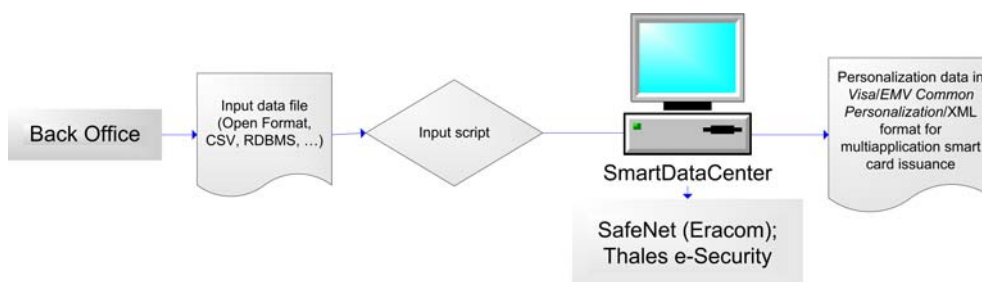 Back Office
Input data file
(Open Format,
CSV, RDBMS, …)
Input script
SmartDataCenter
SafeNet (Eracom);
Thales e-Security
Personalization data in
Visa/EMV Common
Personalization/XML
format for
multiapplication smart
card issuance